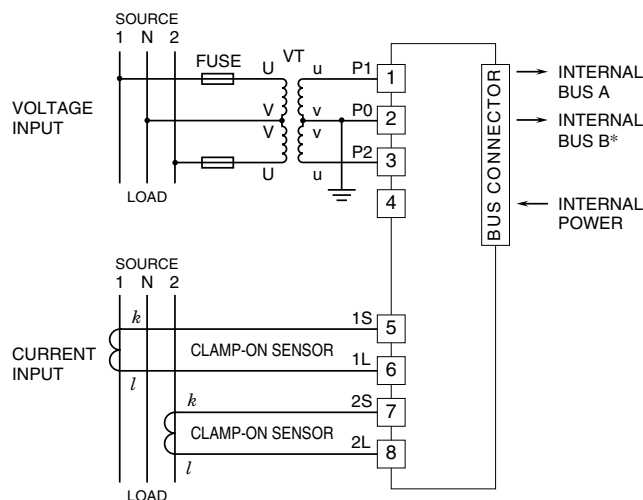 SOURCE
1 N 2
FUSE
VT
U u P1 1
VOLTAGE
INPUT
V v P0 2
V v
U u P2 3
4
LOAD
BUS CONNECTOR
INTERNAL
BUS A
INTERNAL
BUS B*
INTERNAL
POWER
SOURCE
1 N 2
k 1S 5
CURRENT
INPUT
CLAMP-ON SENSOR
l 1L 6
k 2S 7
CLAMP-ON SENSOR
l 2L 8
LOAD